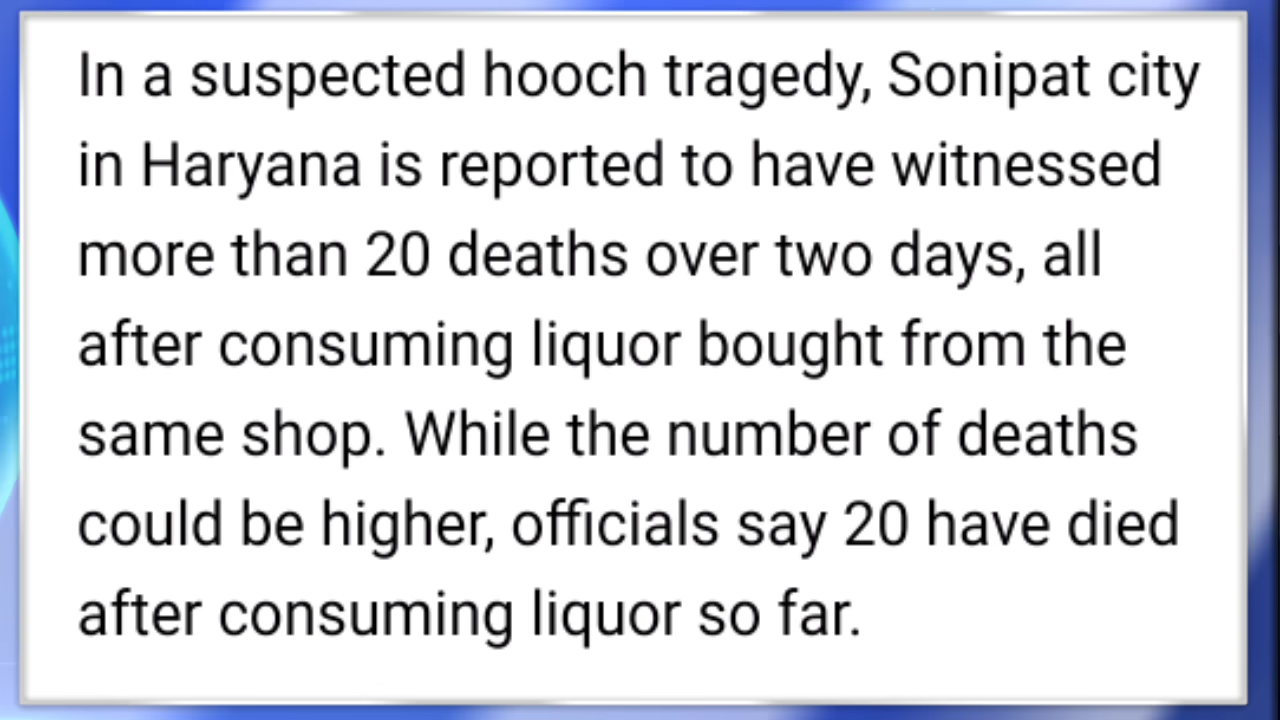 In a suspected hooch tragedy, Sonipat city
in Haryana is reported to have witnessed
more than 20 deaths over two days, all
after consuming liquor bought from the
same shop. While the number of deaths
could be higher, officials say 20 have died
after consuming liquor so far.